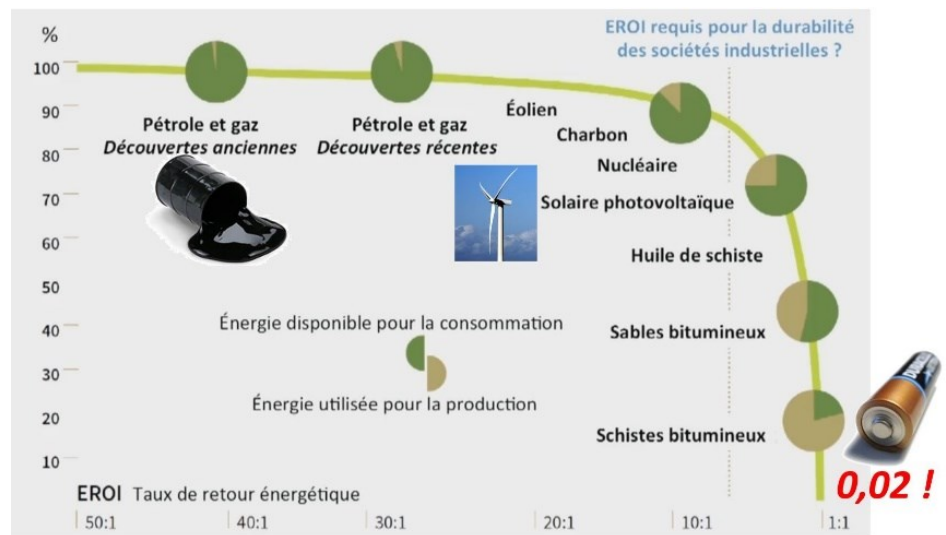 EROI requis pour la durabilité
des sociétés industrielles ?
%
100
90
80
70
60
50
40
30
20
10
Pétrole et gaz
Découvertes anciennes
Pétrole et gaz
Découvertes récentes
Éolien
Charbon
Nucléaire
Solaire photovoltaïque
Huile de schiste
Sables bitumineux
Schistes bitumineux
Énergie disponible pour la consommation
Énergie utilisée pour la production
0,02 !
EROI Taux de retour énergétique
50:1
40:1
30:1
20:1
10:1
1:1